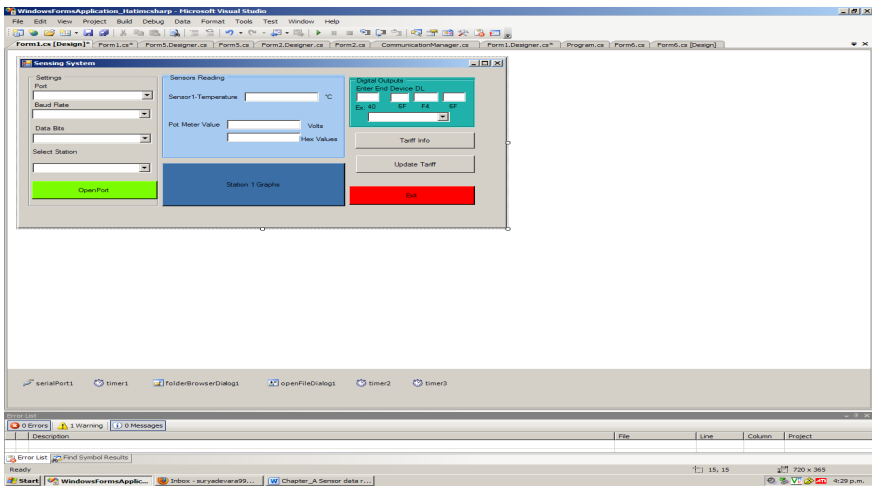 WindowsFormsApplication_Hatimcsharp - Microsoft Visual Studio
File Edit View Project Build Debug Data Format Tools Test Window Help
Form1.cs [Design]* Form1.cs* Form5.Designer.cs Form5.cs Form2.Designer.cs Form2.cs CommunicationManager.cs Form1.Designer.cs* Program.cs Form6.cs Form6.cs [Design]
Sensing System
Settings
Port
Baud Rate
Data Bits
Select Station
OpenPort
Sensors Reading
Sensor1-Temperature °C
Pot Meter Value Volts
Hex Values
Station 1 Graphs
Digital Outputs
Enter End Device DL
Ex: 40 6F F4 6F
Tariff Info
Update Tariff
Exit
serialPort1 timer1 folderBrowserDialog1 openFileDialog1 timer2 timer3
Error List
0 Errors 1 Warning 0 Messages
Description File Line Column Project
Error List Find Symbol Results
Ready 15, 15 720 x 365
Start WindowsFormsApplic... Inbox - suryadevara99... Chapter_A Sensor data r... ATI 4:29 p.m.